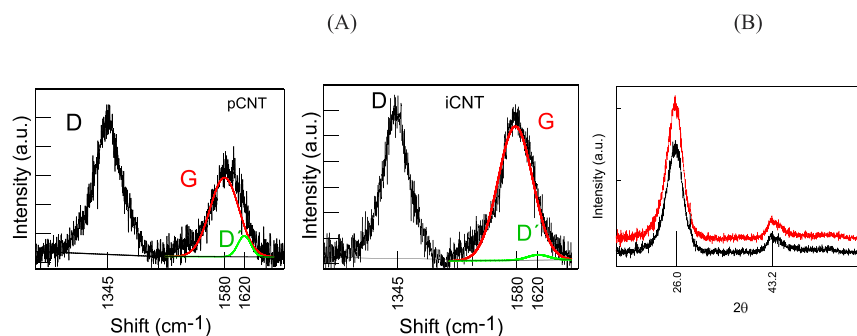 (A)
(B)
pCNT
D
G
D´
Intensity (a.u.)
1345
1580
1620
Shift (cm-1)
iCNT
D
G
D´
Intensity (a.u.)
1345
1580
1620
Shift (cm-1)
Intensity (a.u.)
26.0
43.2
2θ